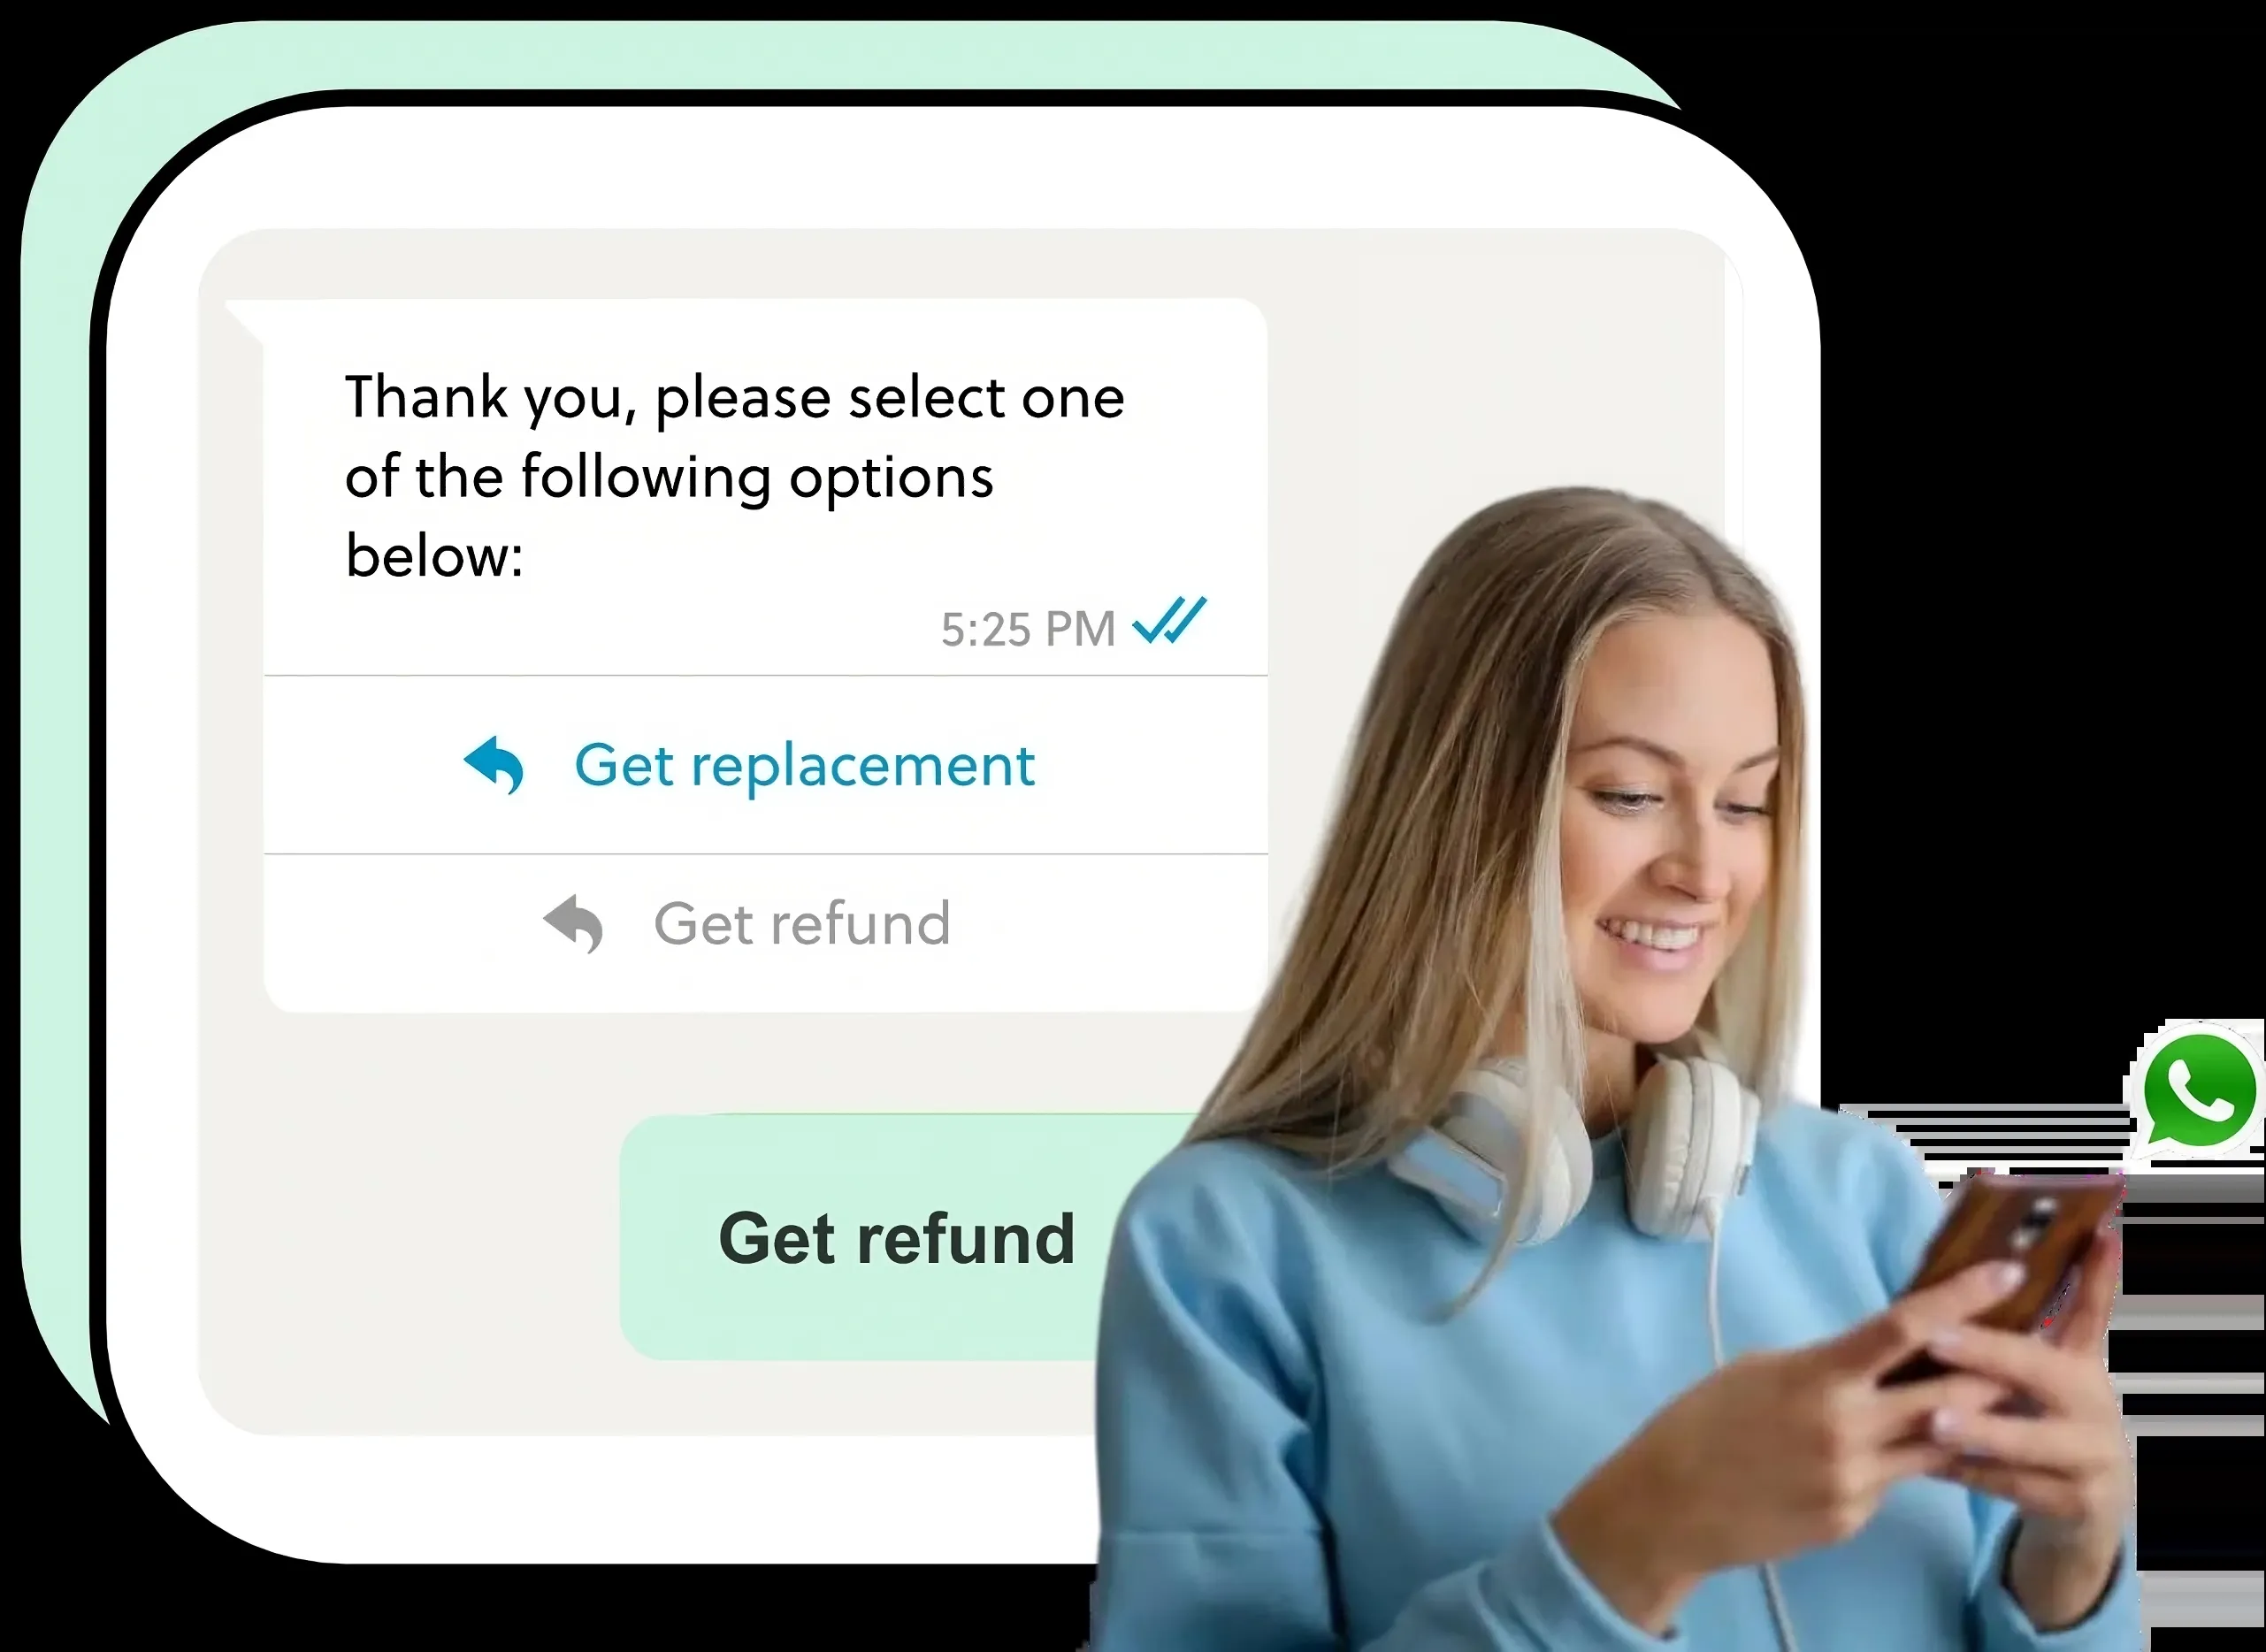 Thank you, please select one
of the following options
below:
5:25 PM
Get replacement
Get refund
Get refund